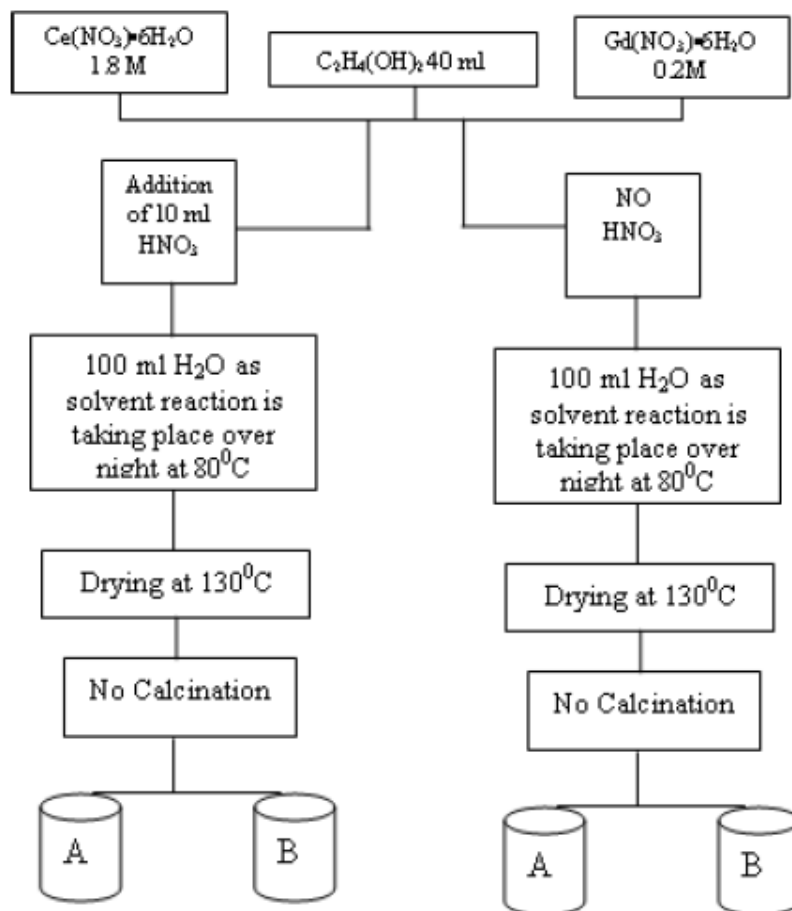 Ce(NO₃)•6H₂O
1.8 M
C₂H₄(OH)₂ 40 ml
Gd(NO₃)•6H₂O
0.2M
Addition
of 10 ml
HNO₃
NO
HNO₃
100 ml H₂O as
solvent reaction is
taking place over
night at 80⁰C
100 ml H₂O as
solvent reaction is
taking place over
night at 80⁰C
Drying at 130⁰C
Drying at 130⁰C
No Calcination
No Calcination
A
B
A
B